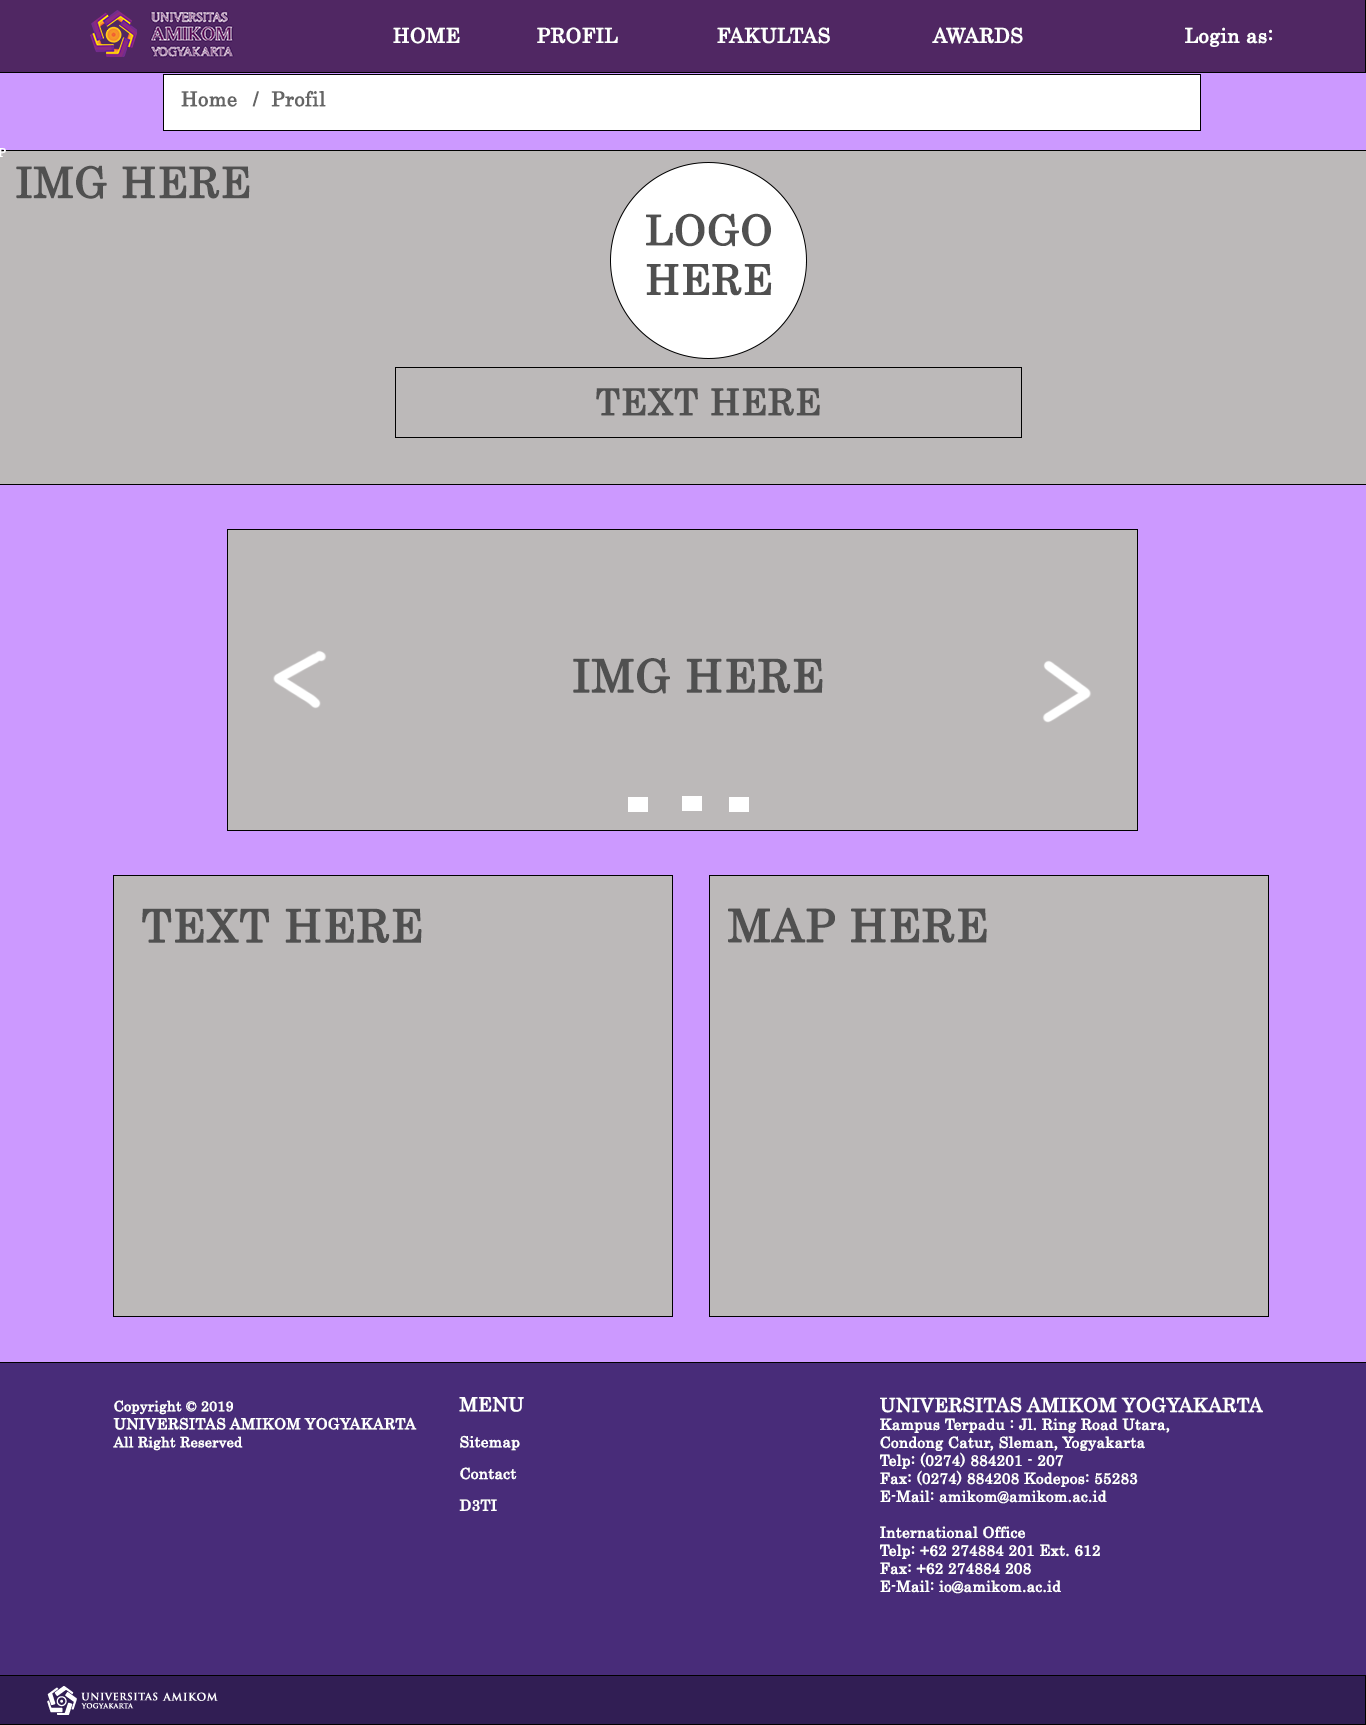 UNIVERSITAS
AMIKOM
YOGYAKARTA
HOME PROFIL FAKULTAS AWARDS Login as:
Home / Profil
P
IMG HERE
LOGO
HERE
TEXT HERE
IMG HERE
TEXT HERE
MAP HERE
Copyright © 2019
UNIVERSITAS AMIKOM YOGYAKARTA
All Right Reserved
MENU
Sitemap
Contact
D3TI
UNIVERSITAS AMIKOM YOGYAKARTA
Kampus Terpadu : Jl. Ring Road Utara,
Condong Catur, Sleman, Yogyakarta
Telp: (0274) 884201 - 207
Fax: (0274) 884208 Kodepos: 55283
E-Mail: amikom@amikom.ac.id
International Office
Telp: +62 274884 201 Ext. 612
Fax: +62 274884 208
E-Mail: io@amikom.ac.id
UNIVERSITAS AMIKOM
YOGYAKARTA